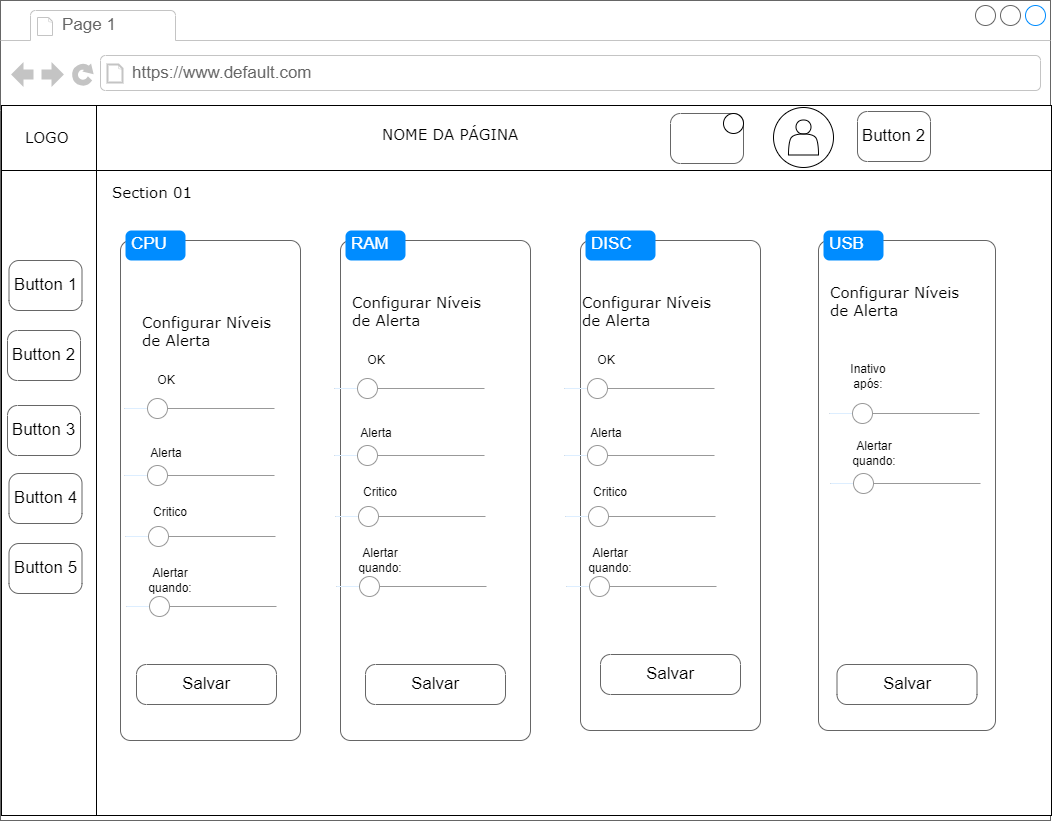 Page 1
https://www.default.com
LOGO
NOME DA PÁGINA
Button 2
Section 01
Button 1
Button 2
Button 3
Button 4
Button 5
CPU
Configurar Níveis
de Alerta
OK
Alerta
Critico
Alertar
quando:
Salvar
RAM
Configurar Níveis
de Alerta
OK
Alerta
Critico
Alertar
quando:
Salvar
DISC
Configurar Níveis
de Alerta
OK
Alerta
Critico
Alertar
quando:
Salvar
USB
Configurar Níveis
de Alerta
Inativo
após:
Alertar
quando:
Salvar